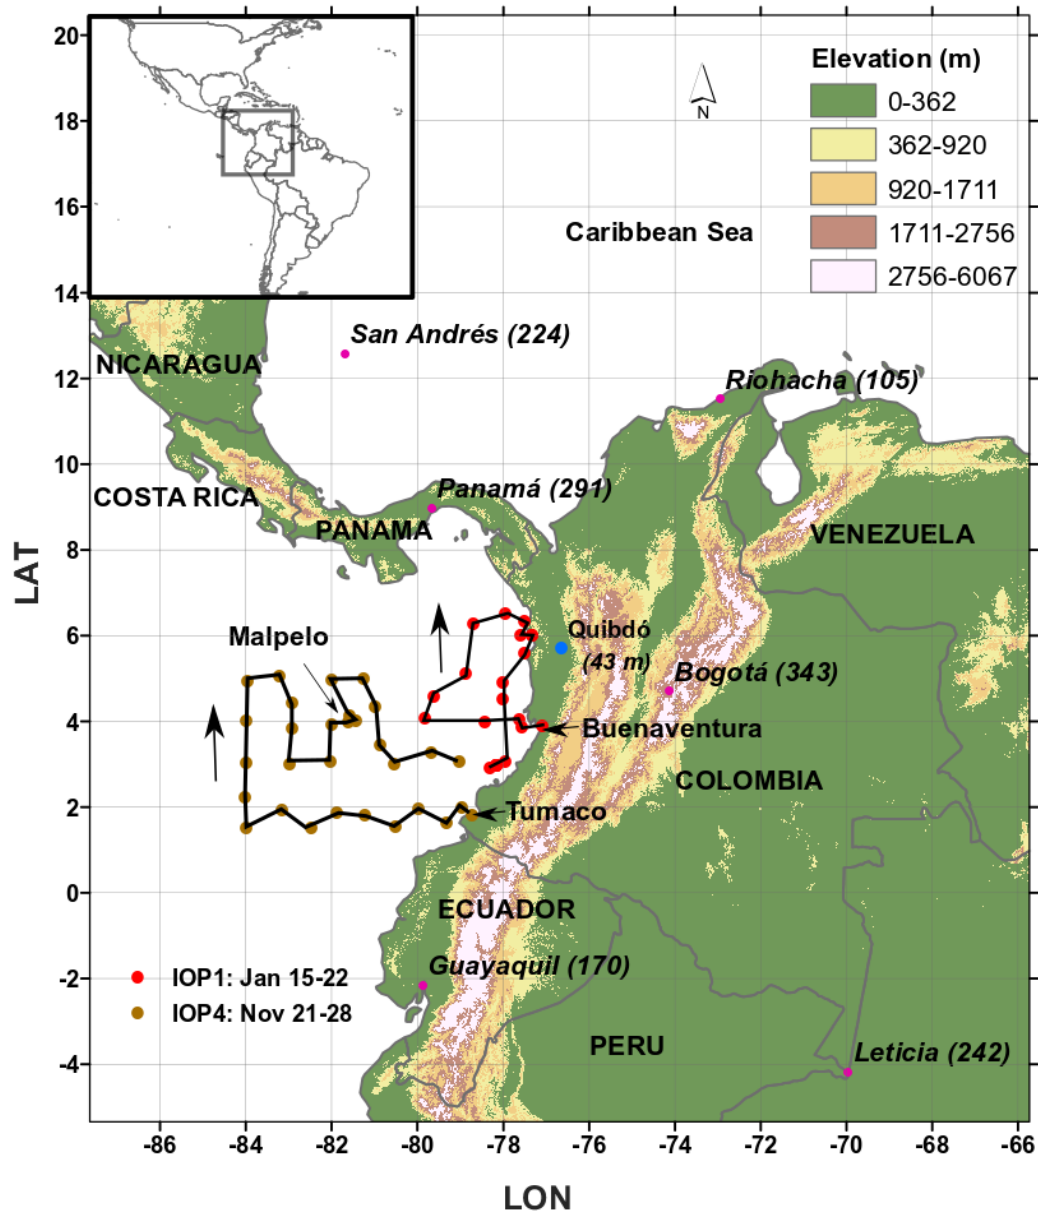 LAT
20
18
16
14
12
10
8
6
4
2
0
-2
-4
N
Elevation (m)
0-362
362-920
920-1711
1711-2756
2756-6067
Caribbean Sea
San Andrés (224)
NICARAGUA
Riohacha (105)
COSTA RICA
Panamá (291)
PANAMA
VENEZUELA
Malpelo
Quibdó
(43 m)
Bogotá (343)
Buenaventura
COLOMBIA
Tumaco
ECUADOR
Guayaquil (170)
IOP1: Jan 15-22
IOP4: Nov 21-28
PERU
Leticia (242)
-86
-84
-82
-80
-78
-76
-74
-72
-70
-68
-66
LON